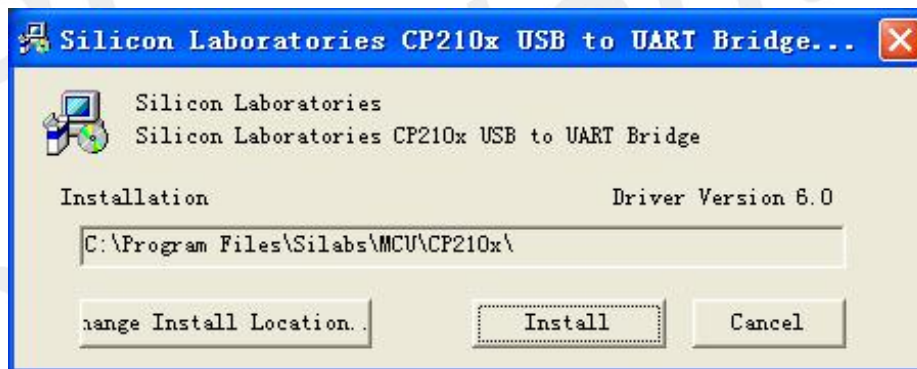 Silicon Laboratories CP210x USB to UART Bridge...
Silicon Laboratories
Silicon Laboratories CP210x USB to UART Bridge
Installation
Driver Version 6.0
C:\Program Files\Silabs\MCU\CP210x\
hange Install Location..
Install
Cancel